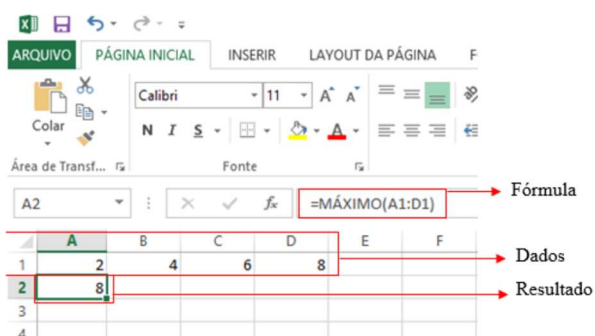 ARQUIVO PÁGINA INICIAL INSERIR LAYOUT DA PÁGINA F
Calibri 11 A A
Colar
N I S A
Área de Transf... Fonte
A2 fx =MÁXIMO(A1:D1) Fórmula
A B C D E F
Dados
1 2 4 6 8
2 8 Resultado
3
4